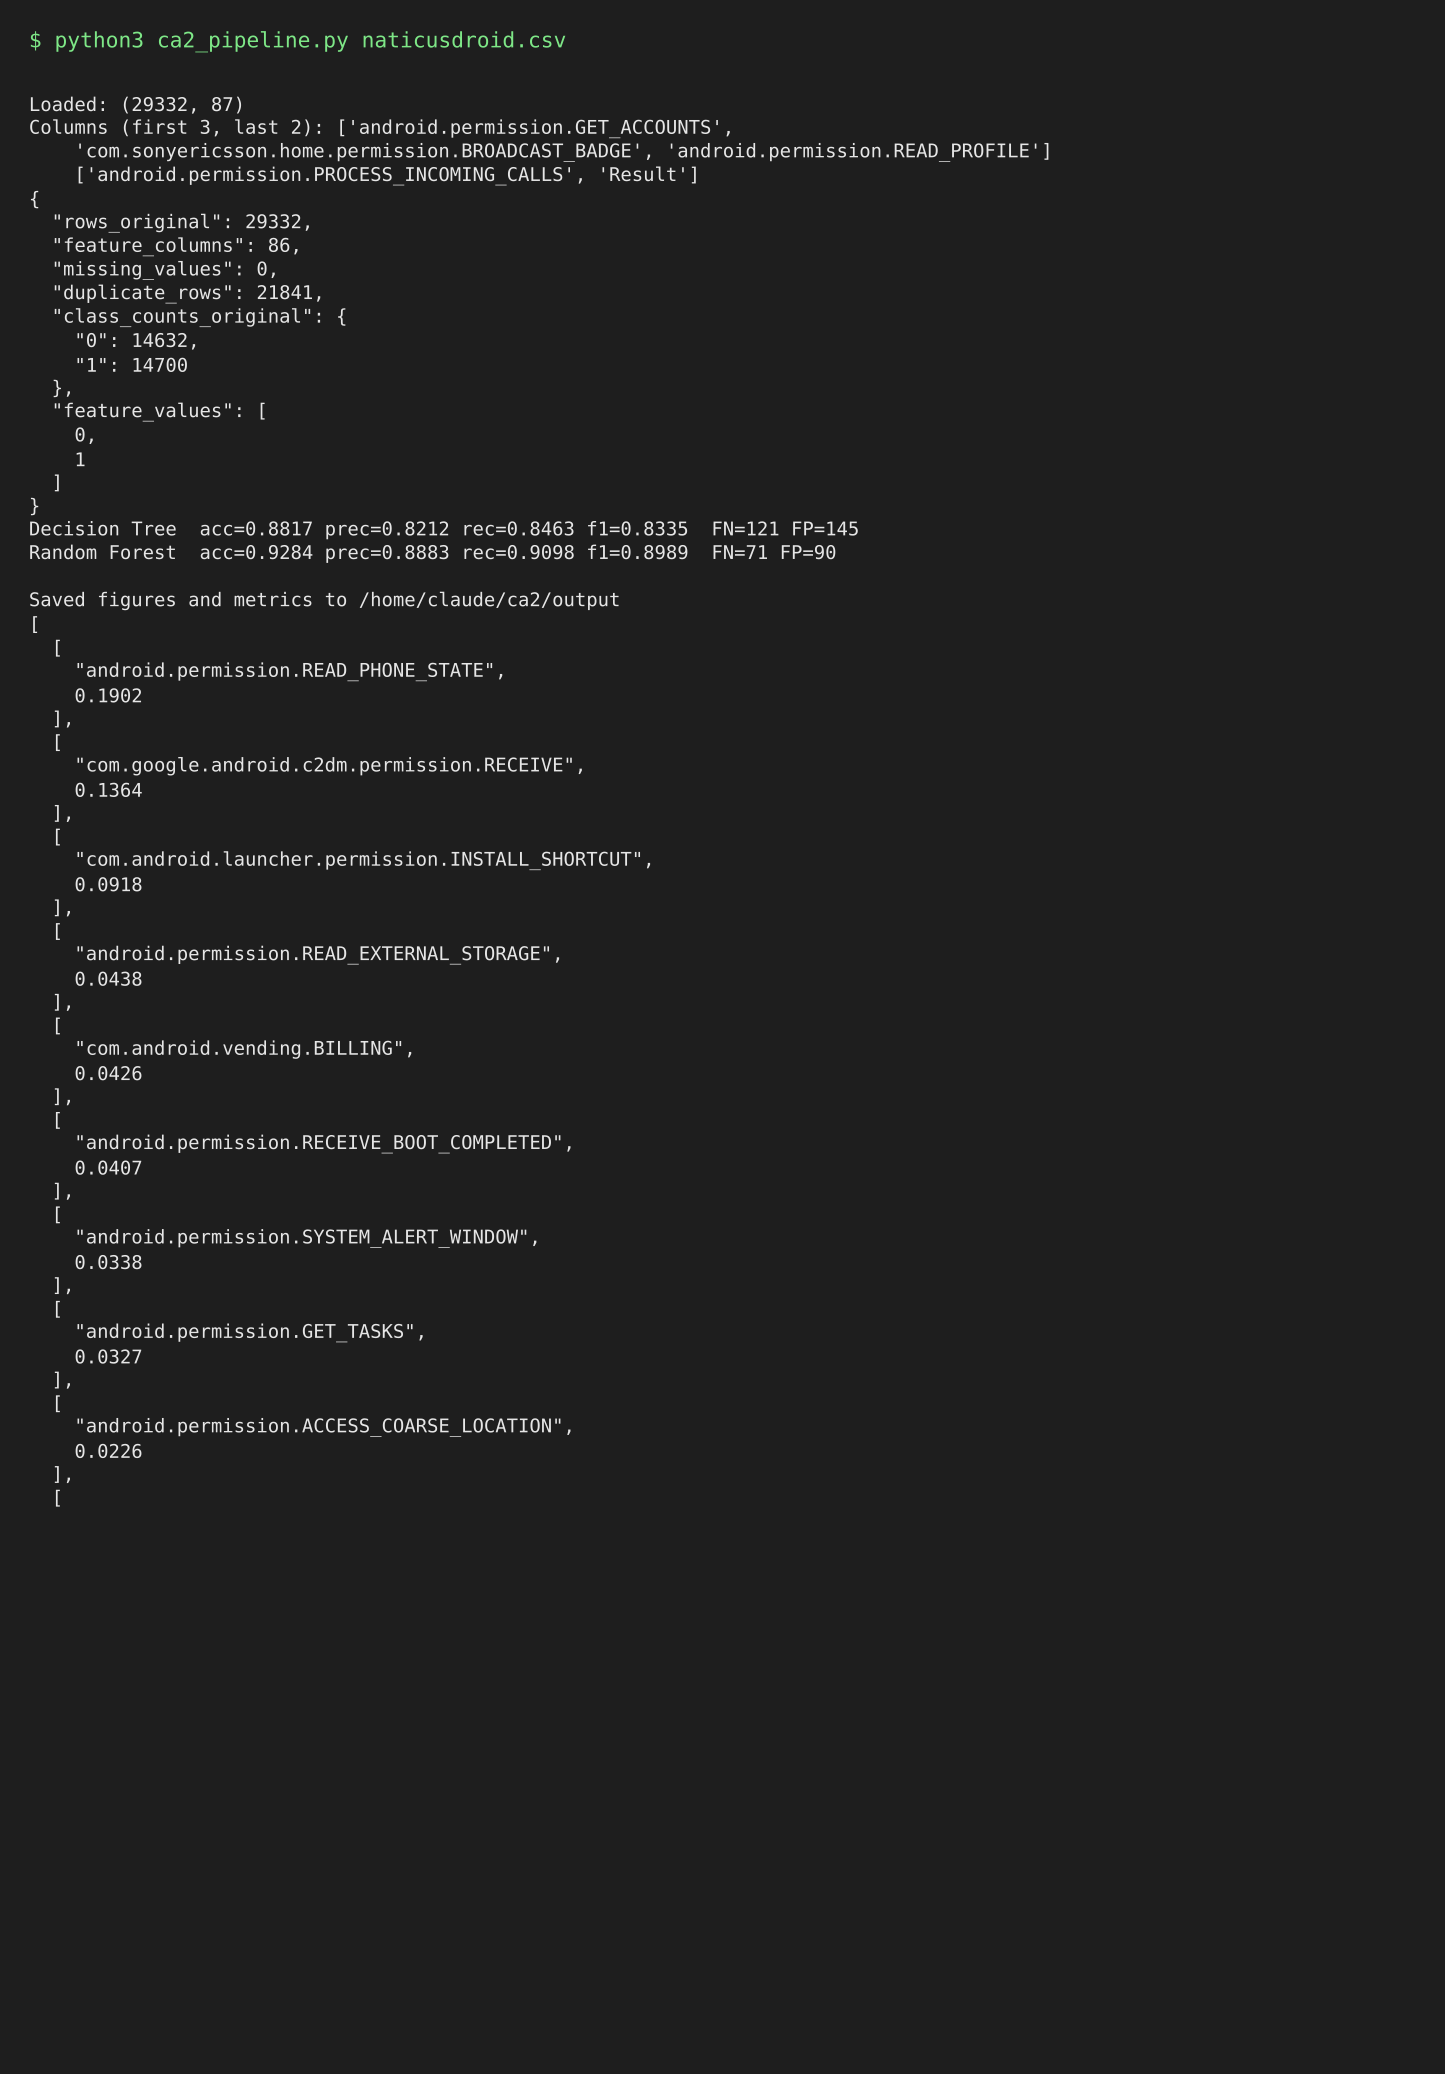 $ python3 ca2_pipeline.py naticusdroid.csv
Loaded: (29332, 87)
Columns (first 3, last 2): ['android.permission.GET_ACCOUNTS',
    'com.sonyericsson.home.permission.BROADCAST_BADGE', 'android.permission.READ_PROFILE']
    ['android.permission.PROCESS_INCOMING_CALLS', 'Result']
{
  "rows_original": 29332,
  "feature_columns": 86,
  "missing_values": 0,
  "duplicate_rows": 21841,
  "class_counts_original": {
    "0": 14632,
    "1": 14700
  },
  "feature_values": [
    0,
    1
  ]
}
Decision Tree  acc=0.8817 prec=0.8212 rec=0.8463 f1=0.8335  FN=121 FP=145
Random Forest  acc=0.9284 prec=0.8883 rec=0.9098 f1=0.8989  FN=71 FP=90
Saved figures and metrics to /home/claude/ca2/output
[
  [
    "android.permission.READ_PHONE_STATE",
    0.1902
  ],
  [
    "com.google.android.c2dm.permission.RECEIVE",
    0.1364
  ],
  [
    "com.android.launcher.permission.INSTALL_SHORTCUT",
    0.0918
  ],
  [
    "android.permission.READ_EXTERNAL_STORAGE",
    0.0438
  ],
  [
    "com.android.vending.BILLING",
    0.0426
  ],
  [
    "android.permission.RECEIVE_BOOT_COMPLETED",
    0.0407
  ],
  [
    "android.permission.SYSTEM_ALERT_WINDOW",
    0.0338
  ],
  [
    "android.permission.GET_TASKS",
    0.0327
  ],
  [
    "android.permission.ACCESS_COARSE_LOCATION",
    0.0226
  ],
  [